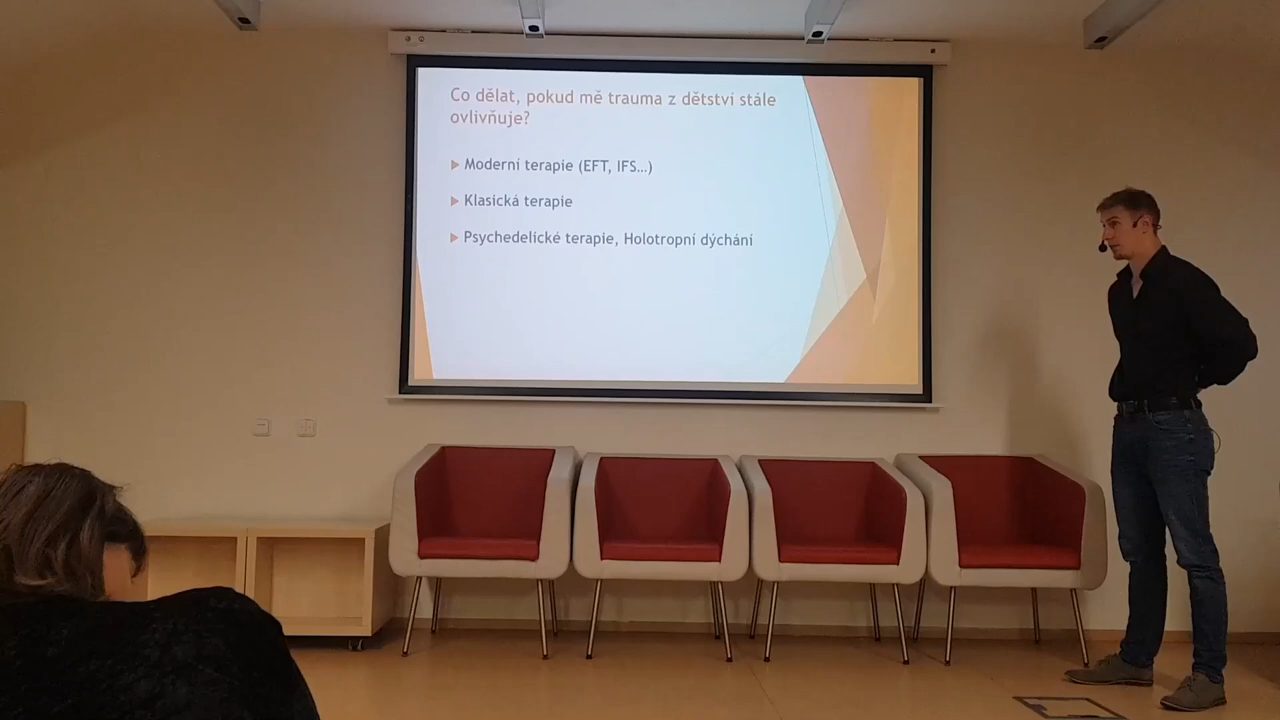 Co dělat, pokud mě trauma z dětství stále
ovlivňuje?
Moderní terapie (EFT, IFS…)
Klasická terapie
Psychedelické terapie, Holotropní dýchání